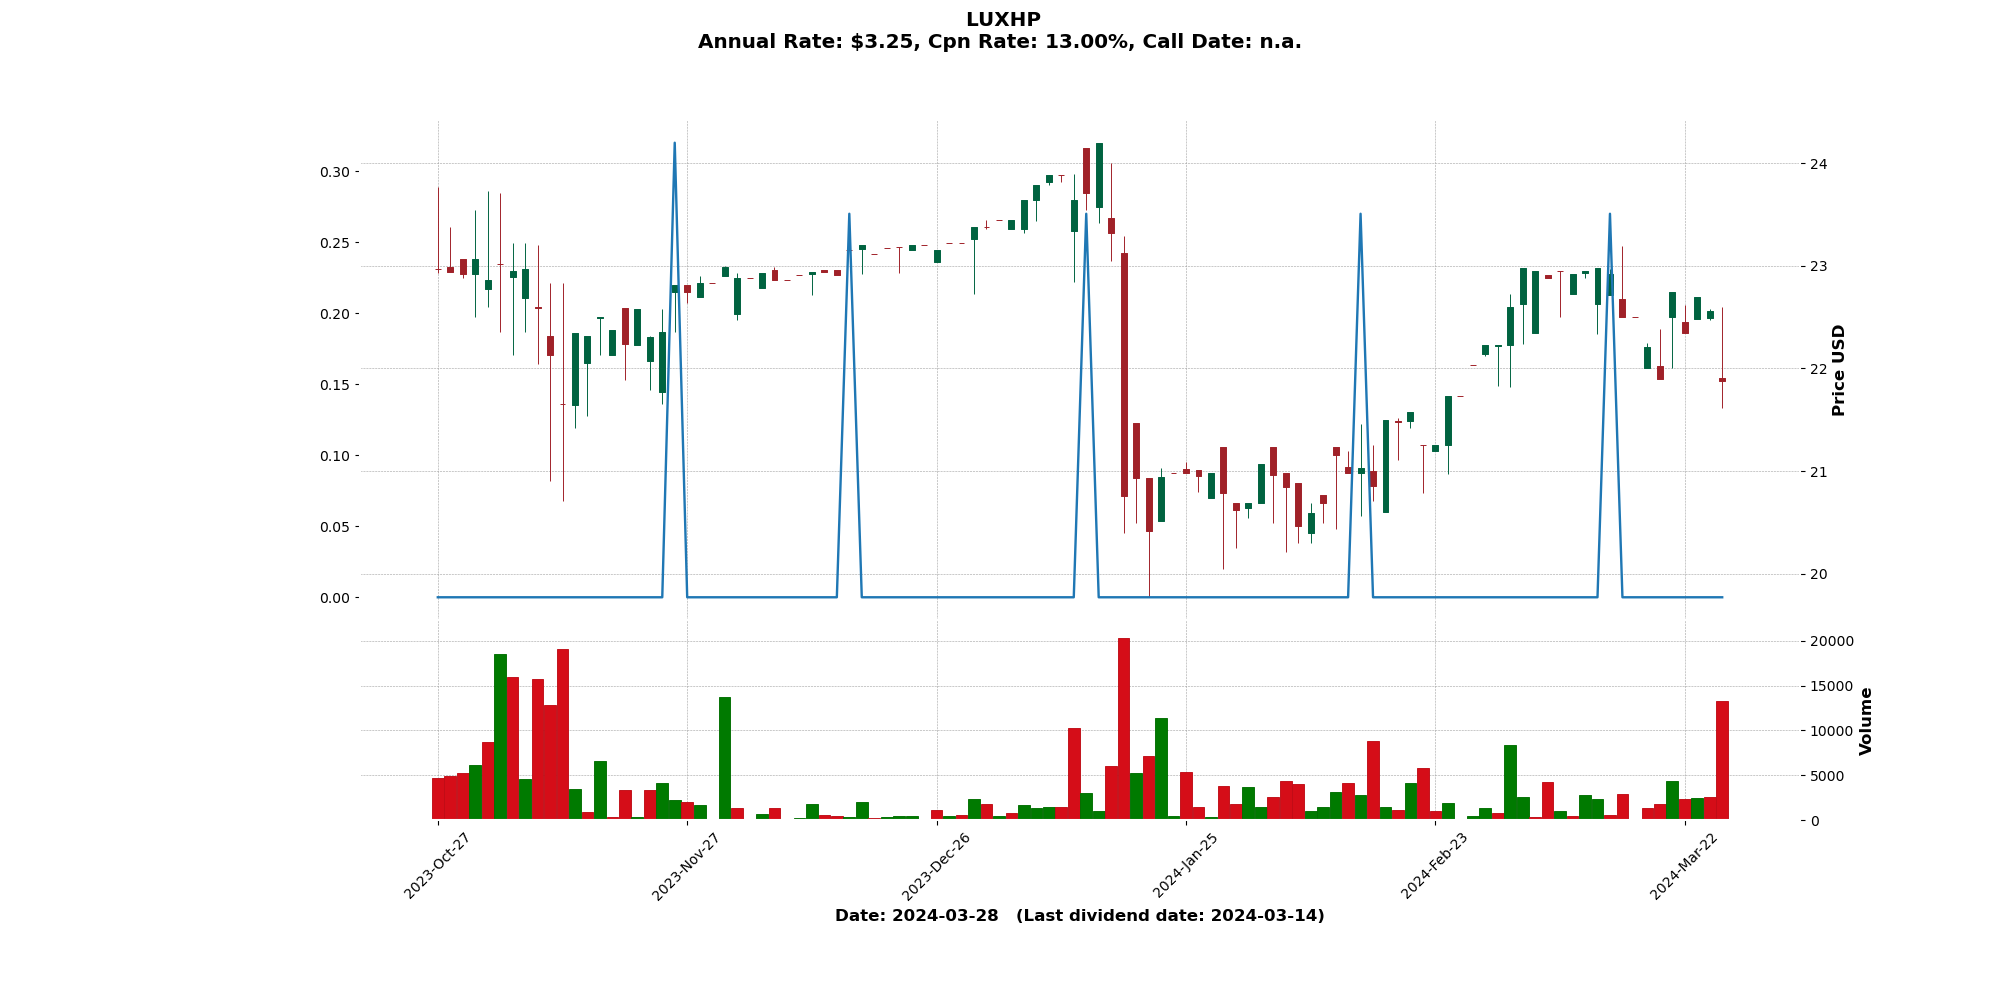 LUXHP
Annual Rate: $3.25, Cpn Rate: 13.00%, Call Date: n.a.
0.30
0.25
0.20
0.15
0.10
0.05
0.00
24
23
22
21
20
Price USD
20000
15000
10000
5000
0
Volume
2023-Oct-27
2023-Nov-27
2023-Dec-26
2024-Jan-25
2024-Feb-23
2024-Mar-22
Date: 2024-03-28 (Last dividend date: 2024-03-14)